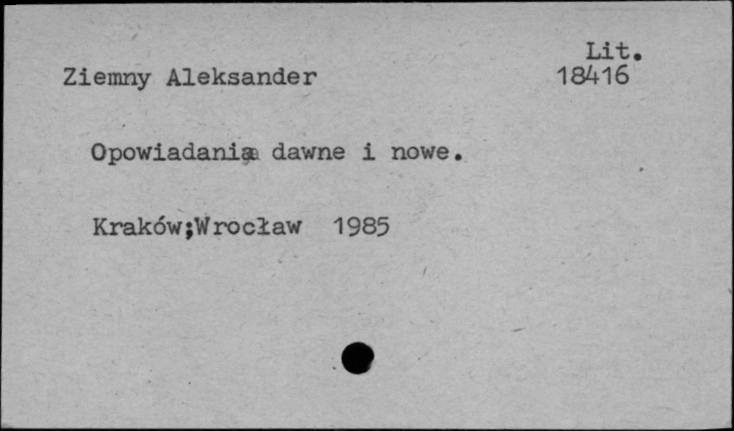 Lit.
Ziemny Aleksander 18416
Opowiadania dawne i nowe.
Kraków;Wrocław 1985